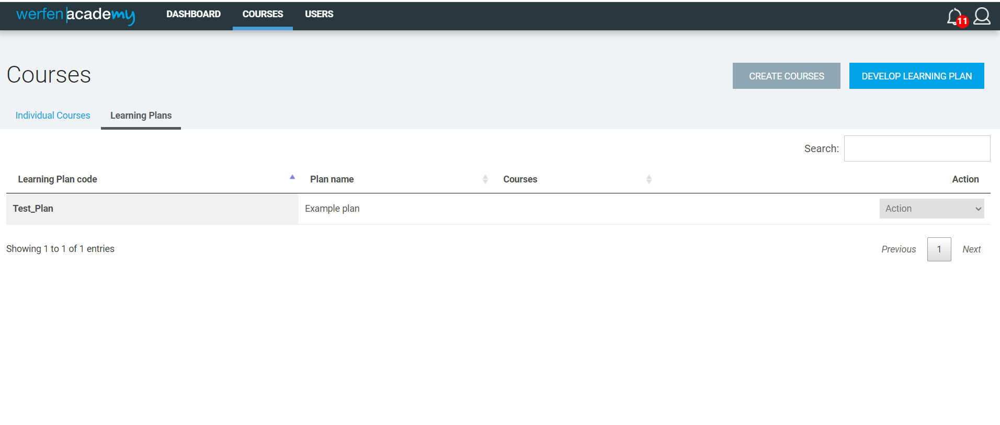 werfen academy DASHBOARD COURSES USERS 11
Courses CREATE COURSES DEVELOP LEARNING PLAN
Individual Courses Learning Plans
Search:
Learning Plan code Plan name Courses Action
Test_Plan Example plan Action
Showing 1 to 1 of 1 entries Previous 1 Next